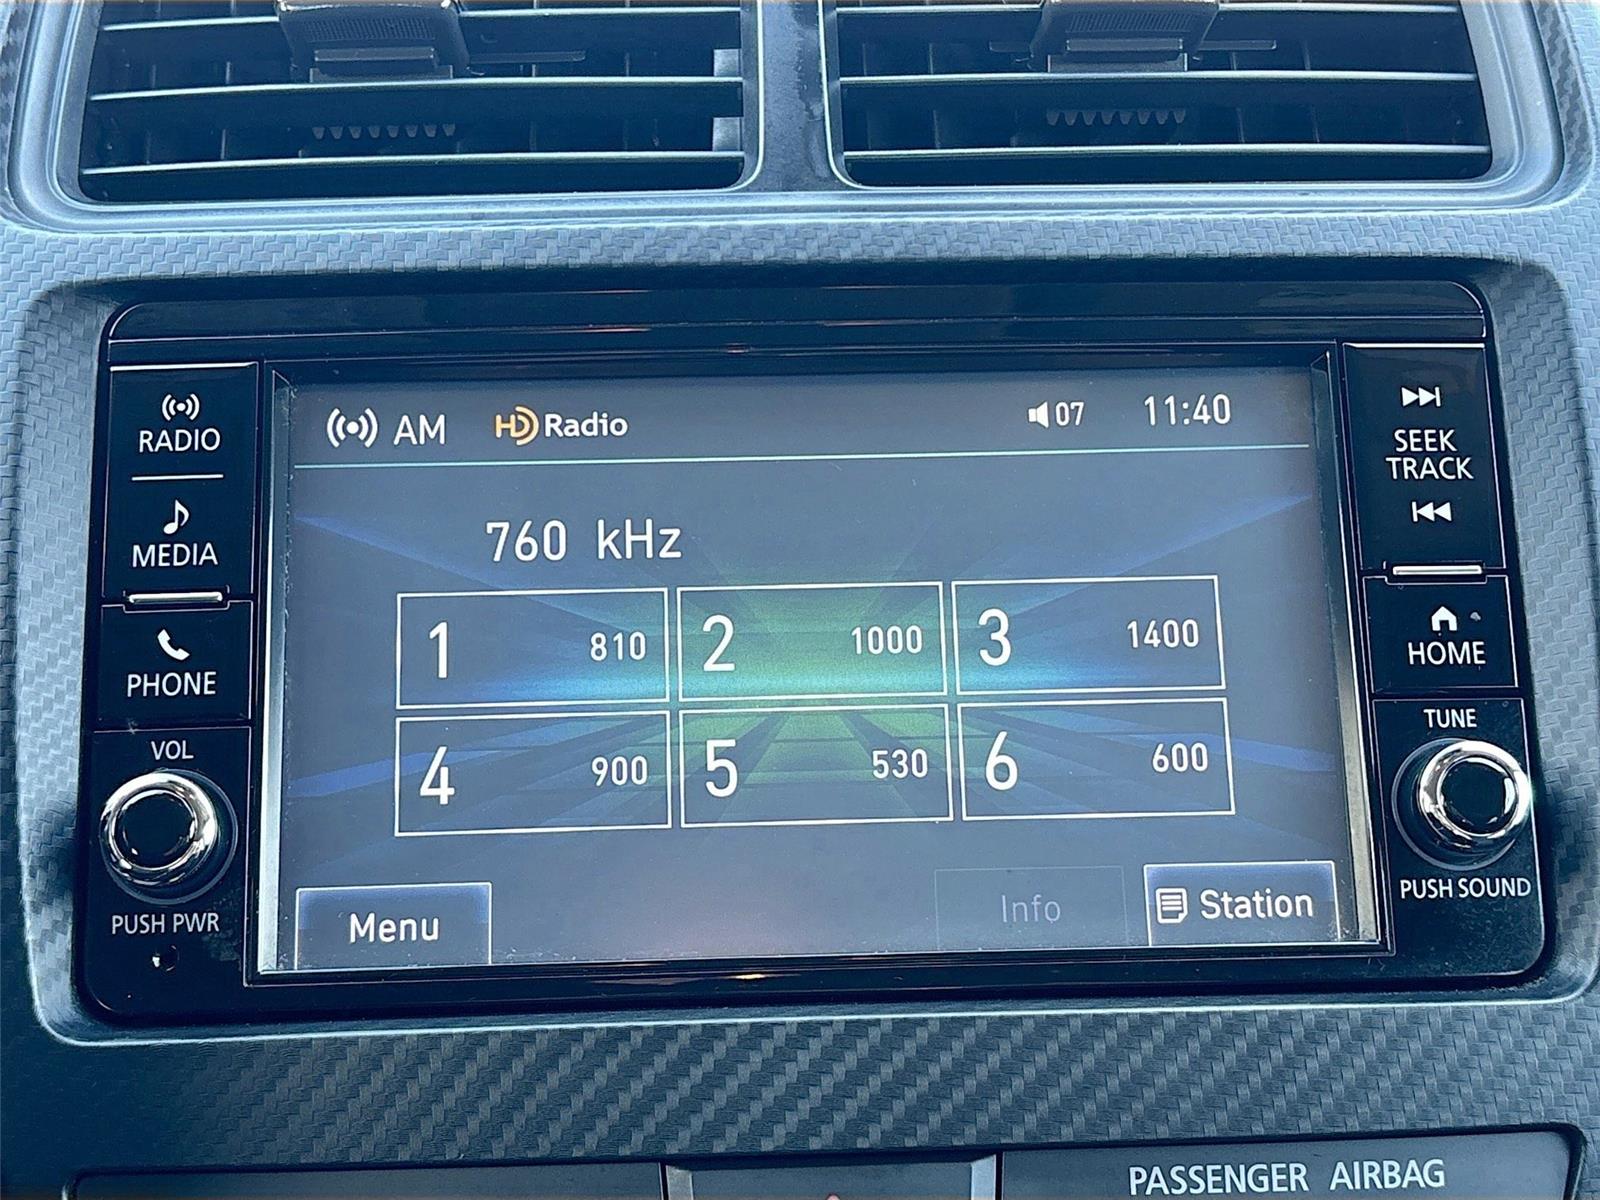 RADIO
MEDIA
PHONE
VOL
PUSH PWR
AM HD Radio 07 11:40
760 kHz
1 810 2 1000 3 1400
4 900 5 530 6 600
Menu Info Station
SEEK
TRACK
HOME
TUNE
PUSH SOUND
PASSENGER AIRBAG